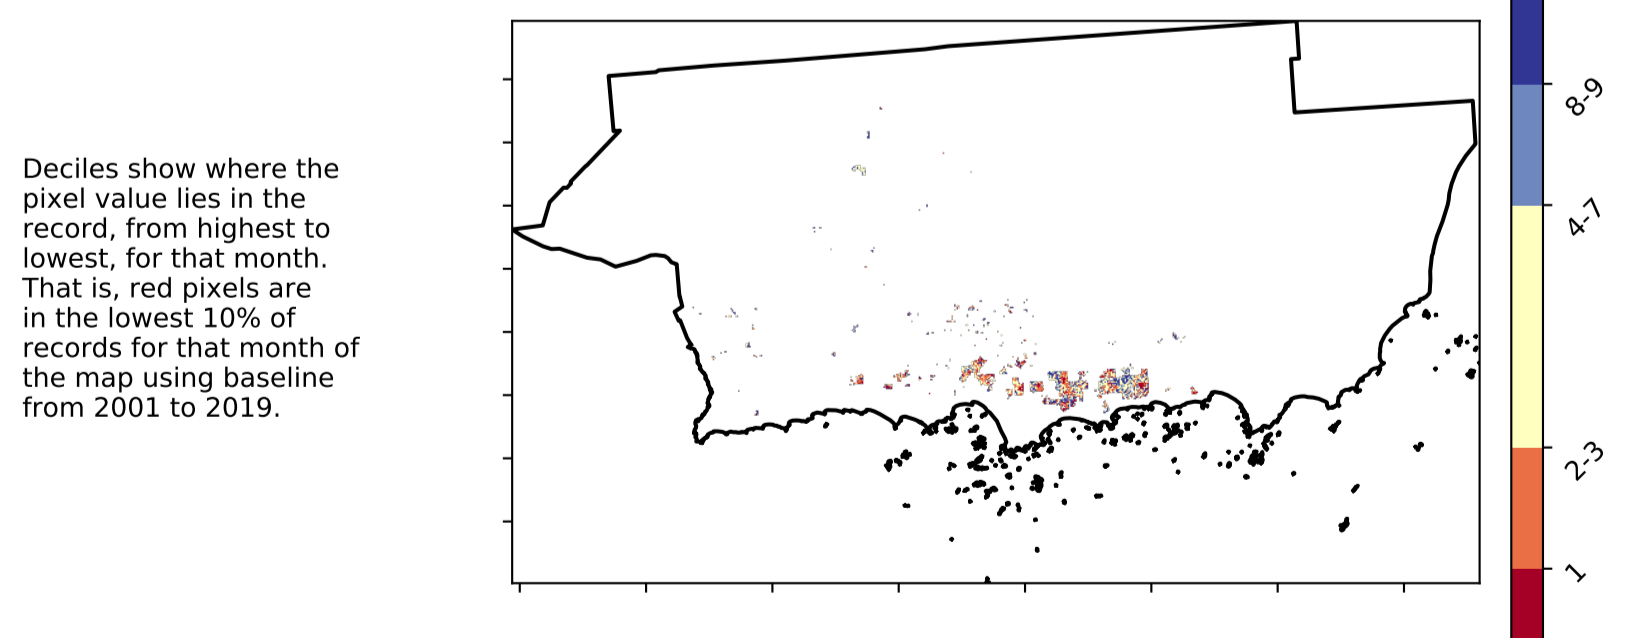 Deciles show where the
pixel value lies in the
record, from highest to
lowest, for that month.
That is, red pixels are
in the lowest 10% of
records for that month of
the map using baseline
from 2001 to 2019.
8-9
4-7
2-3
1